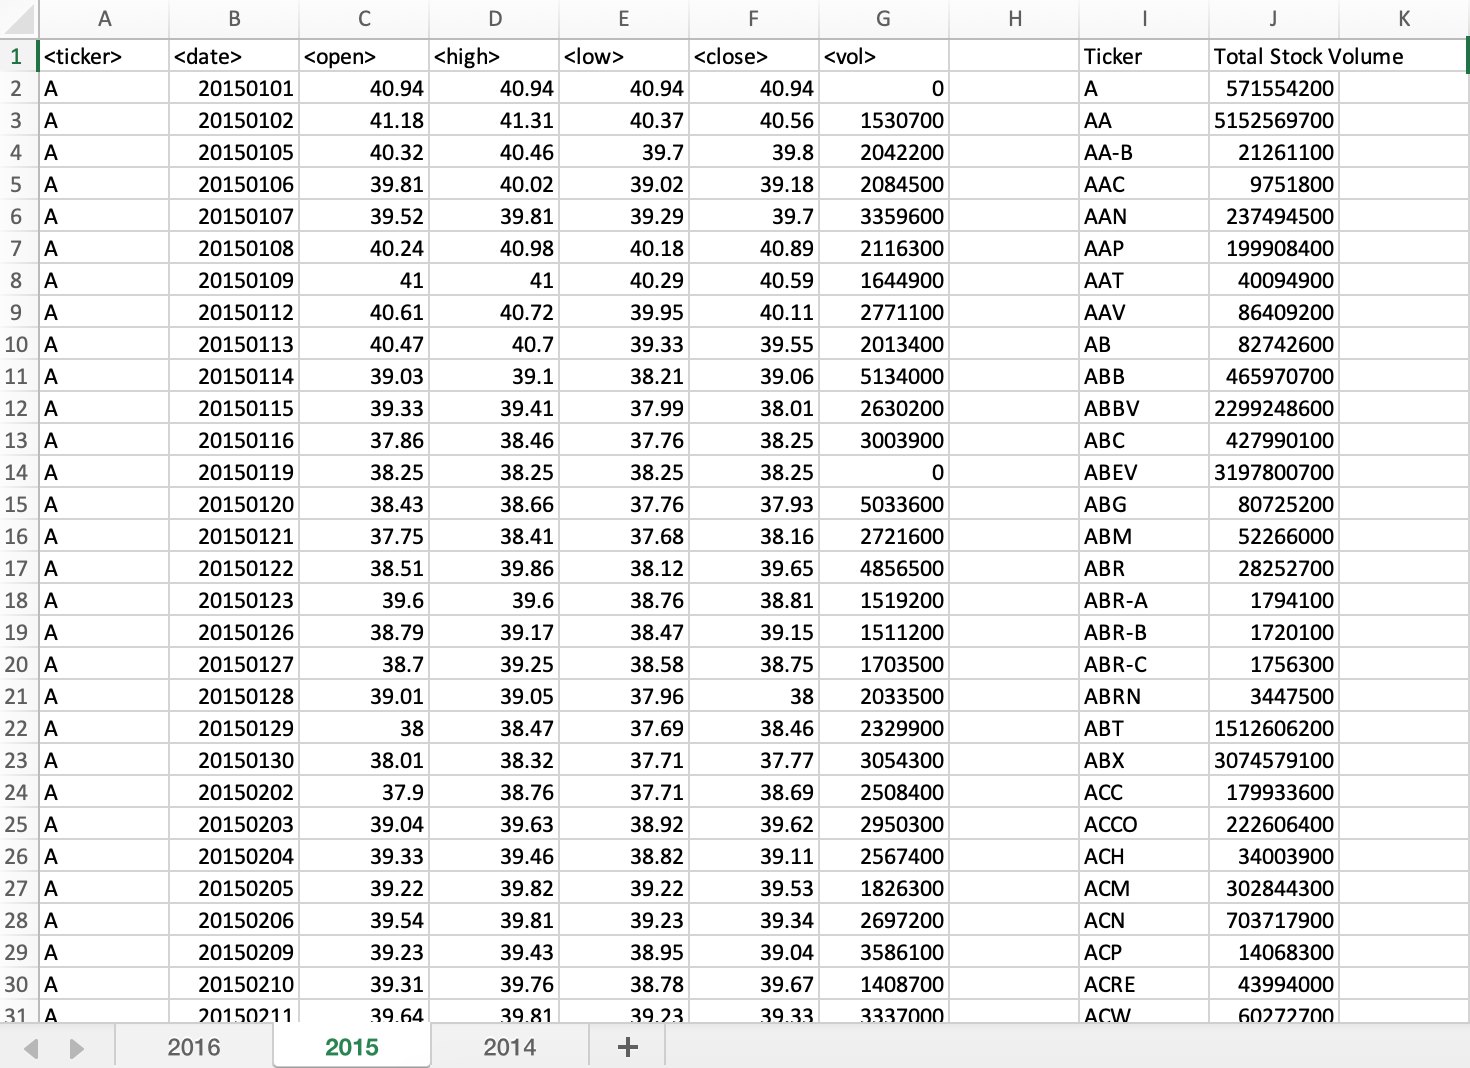 A B C D E F G H I J K
1 <ticker> <date> <open> <high> <low> <close> <vol> Ticker Total Stock Volume
2 A 20150101 40.94 40.94 40.94 40.94 0 A 571554200
3 A 20150102 41.18 41.31 40.37 40.56 1530700 AA 5152569700
4 A 20150105 40.32 40.46 39.7 39.8 2042200 AA-B 21261100
5 A 20150106 39.81 40.02 39.02 39.18 2084500 AAC 9751800
6 A 20150107 39.52 39.81 39.29 39.7 3359600 AAN 237494500
7 A 20150108 40.24 40.98 40.18 40.89 2116300 AAP 199908400
8 A 20150109 41 41 40.29 40.59 1644900 AAT 40094900
9 A 20150112 40.61 40.72 39.95 40.11 2771100 AAV 86409200
10 A 20150113 40.47 40.7 39.33 39.55 2013400 AB 82742600
11 A 20150114 39.03 39.1 38.21 39.06 5134000 ABB 465970700
12 A 20150115 39.33 39.41 37.99 38.01 2630200 ABBV 2299248600
13 A 20150116 37.86 38.46 37.76 38.25 3003900 ABC 427990100
14 A 20150119 38.25 38.25 38.25 38.25 0 ABEV 3197800700
15 A 20150120 38.43 38.66 37.76 37.93 5033600 ABG 80725200
16 A 20150121 37.75 38.41 37.68 38.16 2721600 ABM 52266000
17 A 20150122 38.51 39.86 38.12 39.65 4856500 ABR 28252700
18 A 20150123 39.6 39.6 38.76 38.81 1519200 ABR-A 1794100
19 A 20150126 38.79 39.17 38.47 39.15 1511200 ABR-B 1720100
20 A 20150127 38.7 39.25 38.58 38.75 1703500 ABR-C 1756300
21 A 20150128 39.01 39.05 37.96 38 2033500 ABRN 3447500
22 A 20150129 38 38.47 37.69 38.46 2329900 ABT 1512606200
23 A 20150130 38.01 38.32 37.71 37.77 3054300 ABX 3074579100
24 A 20150202 37.9 38.76 37.71 38.69 2508400 ACC 179933600
25 A 20150203 39.04 39.63 38.92 39.62 2950300 ACCO 222606400
26 A 20150204 39.33 39.46 38.82 39.11 2567400 ACH 34003900
27 A 20150205 39.22 39.82 39.22 39.53 1826300 ACM 302844300
28 A 20150206 39.54 39.81 39.23 39.34 2697200 ACN 703717900
29 A 20150209 39.23 39.43 38.95 39.04 3586100 ACP 14068300
30 A 20150210 39.31 39.76 38.78 39.67 1408700 ACRE 43994000
31 A 20150211 39.64 39.81 39.23 39.33 3337000 ACW 60272700
2016 2015 2014 +